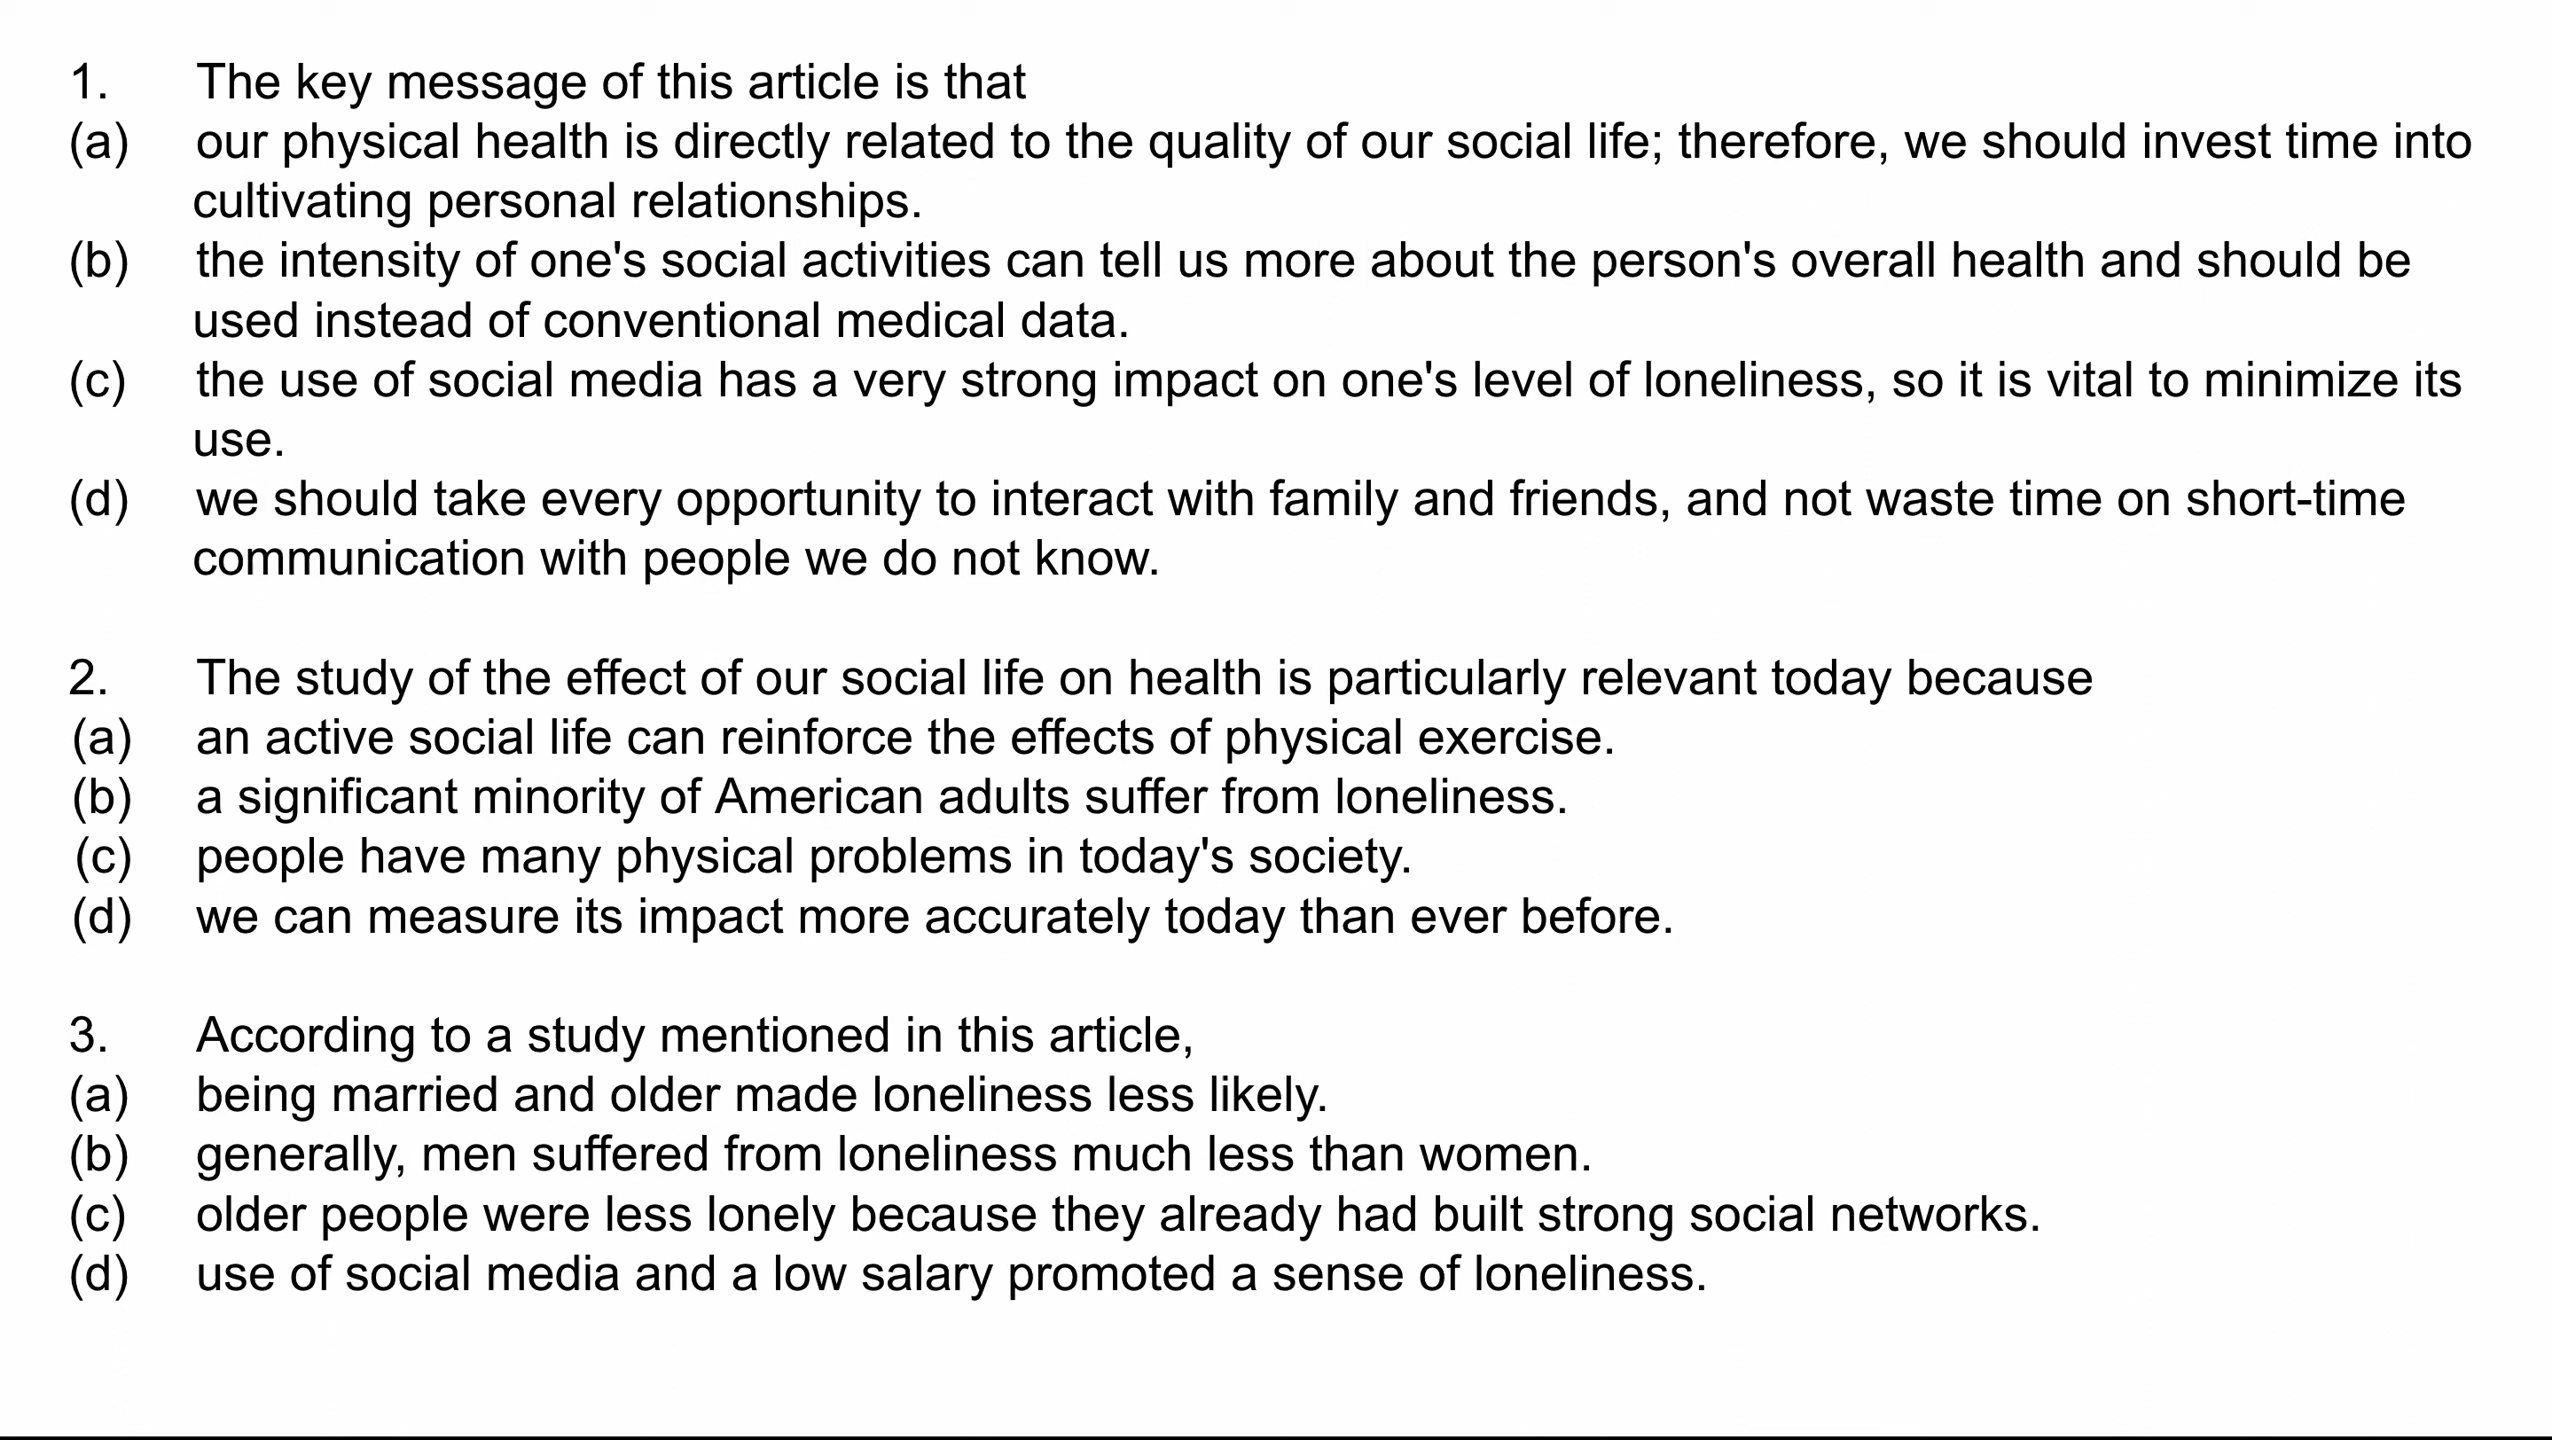 1. The key message of this article is that
(a) our physical health is directly related to the quality of our social life; therefore, we should invest time into
cultivating personal relationships.
(b) the intensity of one's social activities can tell us more about the person's overall health and should be
used instead of conventional medical data.
(c) the use of social media has a very strong impact on one's level of loneliness, so it is vital to minimize its
use.
(d) we should take every opportunity to interact with family and friends, and not waste time on short-time
communication with people we do not know.
2. The study of the effect of our social life on health is particularly relevant today because
(a) an active social life can reinforce the effects of physical exercise.
(b) a significant minority of American adults suffer from loneliness.
(c) people have many physical problems in today's society.
(d) we can measure its impact more accurately today than ever before.
3. According to a study mentioned in this article,
(a) being married and older made loneliness less likely.
(b) generally, men suffered from loneliness much less than women.
(c) older people were less lonely because they already had built strong social networks.
(d) use of social media and a low salary promoted a sense of loneliness.